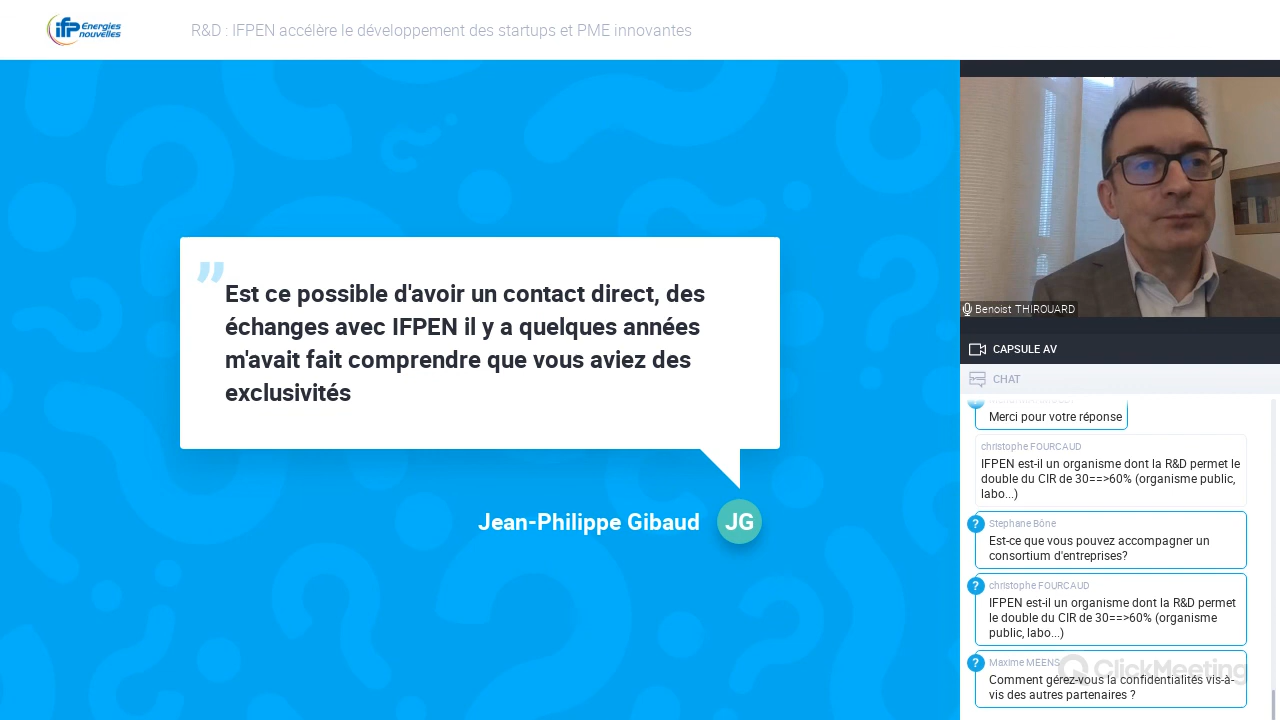 ifp Energies
nouvelles
R&D : IFPEN accélère le développement des startups et PME innovantes
Est ce possible d'avoir un contact direct, des
échanges avec IFPEN il y a quelques années
m'avait fait comprendre que vous aviez des
exclusivités
Jean-Philippe Gibaud JG
Benoist THIROUARD
CAPSULE AV
CHAT
Merci pour votre réponse
christophe FOURCAUD
IFPEN est-il un organisme dont la R&D permet le
double du CIR de 30==>60% (organisme public,
labo...)
? Stephane Bône
Est-ce que vous pouvez accompagner un
consortium d'entreprises?
? christophe FOURCAUD
IFPEN est-il un organisme dont la R&D permet
le double du CIR de 30==>60% (organisme
public, labo...)
? Maxime MEENS
Comment gérez-vous la confidentialités vis-à-
vis des autres partenaires ?
ClickMeeting